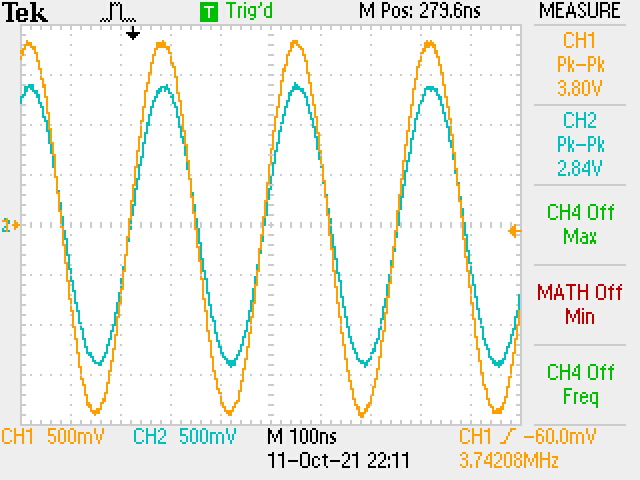 Tek T Trig'd M Pos: 279.6ns MEASURE
CH1
Pk-Pk
3.80V
CH2
Pk-Pk
2.84V
CH4 Off
Max
MATH Off
Min
CH4 Off
Freq
2
CH1 500mV CH2 500mV M 100ns CH1 -60.0mV
11-Oct-21 22:11 3.74208MHz